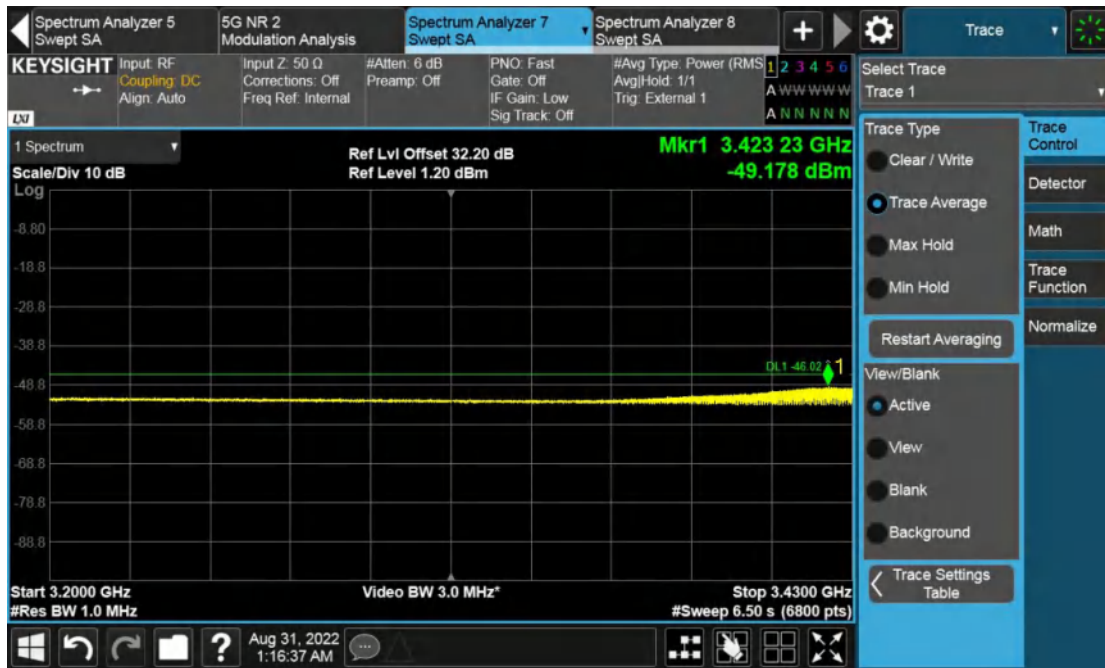 Spectrum Analyzer 5
Swept SA
5G NR 2
Modulation Analysis
Spectrum Analyzer 7
Swept SA
Spectrum Analyzer 8
Swept SA
+
Trace
KEYSIGHT
LXI
Input: RF
Coupling: DC
Align: Auto
Input Z: 50 Ω
Corrections: Off
Freq Ref: Internal
#Atten: 6 dB
Preamp: Off
PNO: Fast
Gate: Off
IF Gain: Low
Sig Track: Off
#Avg Type: Power (RMS
Avg|Hold: 1/1
Trig: External 1
1 2 3 4 5 6
A W W W W W
A N N N N N
Select Trace
Trace 1
1 Spectrum
Scale/Div 10 dB
Log
Ref Lvl Offset 32.20 dB
Ref Level 1.20 dBm
Mkr1 3.423 23 GHz
-49.178 dBm
-8.80
-18.8
-28.8
-38.8
-48.8
-58.8
-68.8
-78.8
-88.8
DL1 -46.02
1
Start 3.2000 GHz
#Res BW 1.0 MHz
Video BW 3.0 MHz*
Stop 3.4300 GHz
#Sweep 6.50 s (6800 pts)
Trace Type
Clear / Write
Trace Average
Max Hold
Min Hold
Restart Averaging
View/Blank
Active
View
Blank
Background
Trace Settings
Table
Trace
Control
Detector
Math
Trace
Function
Normalize
?
Aug 31, 2022
1:16:37 AM